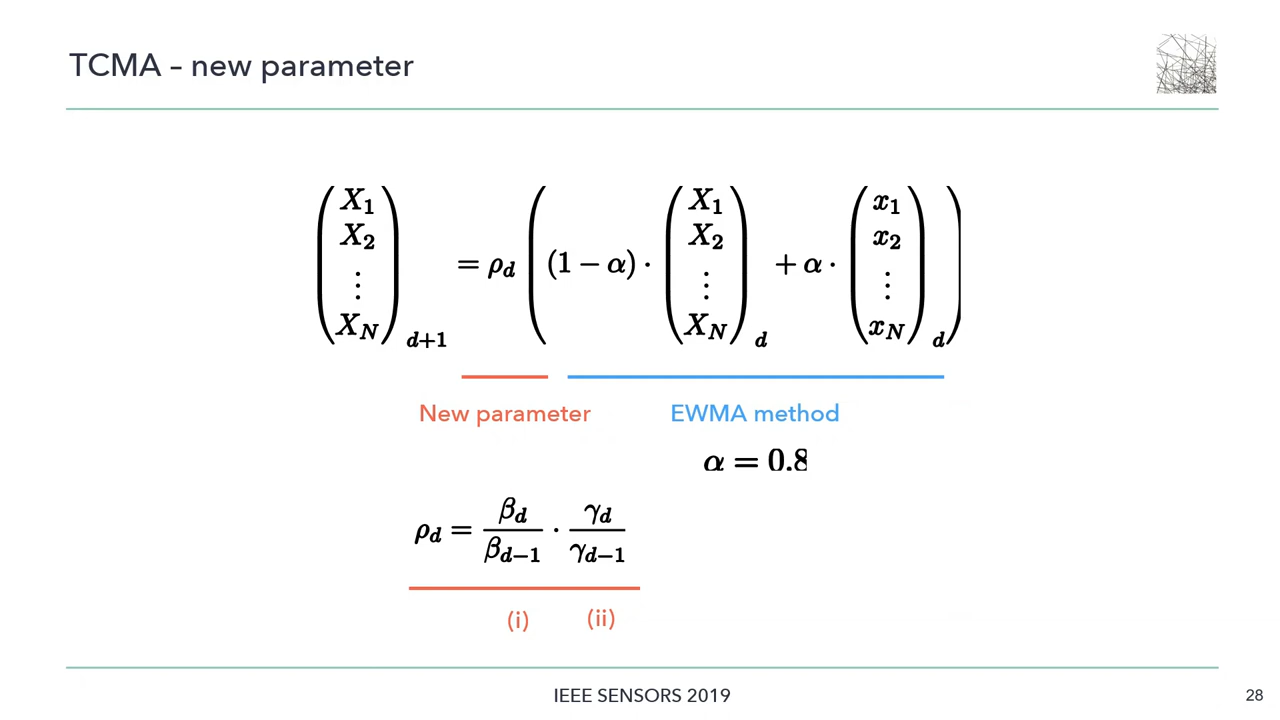 TCMA – new parameter
(X₁ X₂ ⋮ X_N)_{d+1} = ρ_d ((1 − α) · (X₁ X₂ ⋮ X_N)_d + α · (x₁ x₂ ⋮ x_N)_d)
New parameter
EWMA method
α = 0.8
ρ_d = β_d / β_{d−1} · γ_d / γ_{d−1}
(i) (ii)
IEEE SENSORS 2019
28